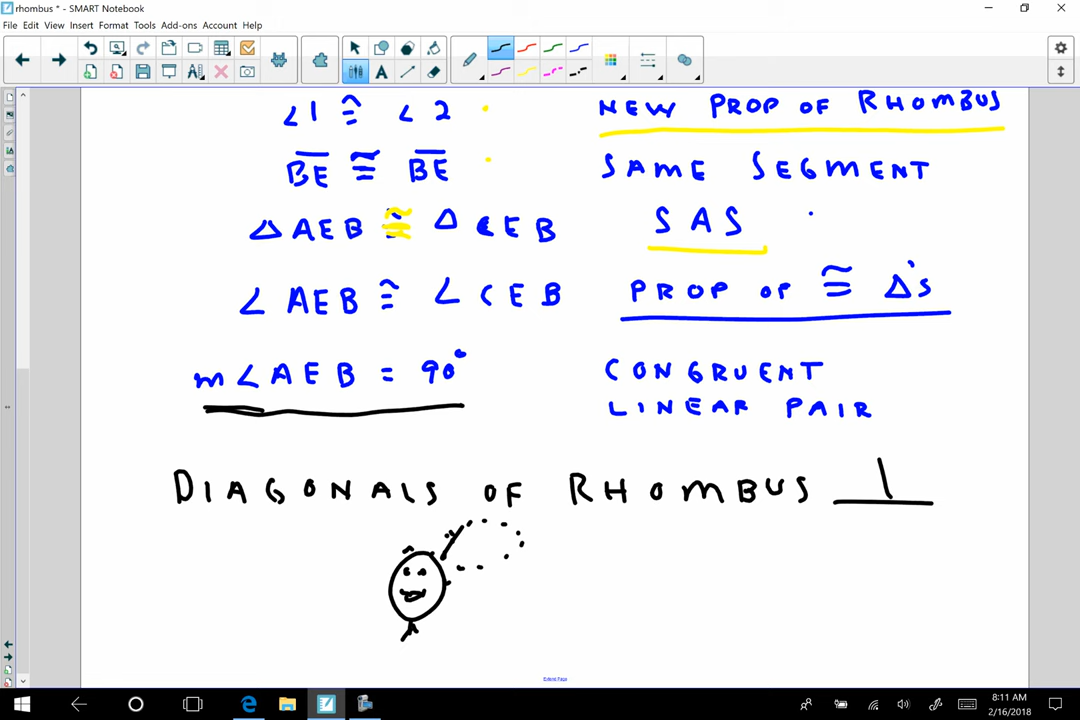 rhombus * - SMART Notebook
File Edit View Insert Format Tools Add-ons Account Help
∠1 ≅ ∠2 NEW PROP OF RHOMBUS
BE ≅ BE SAME SEGMENT
△AEB ≅ △CEB SAS
∠AEB ≅ ∠CEB PROP OF ≅ △'s
m∠AEB = 90° CONGRUENT
LINEAR PAIR
DIAGONALS OF RHOMBUS ⊥
Extend Page
8:11 AM
2/16/2018